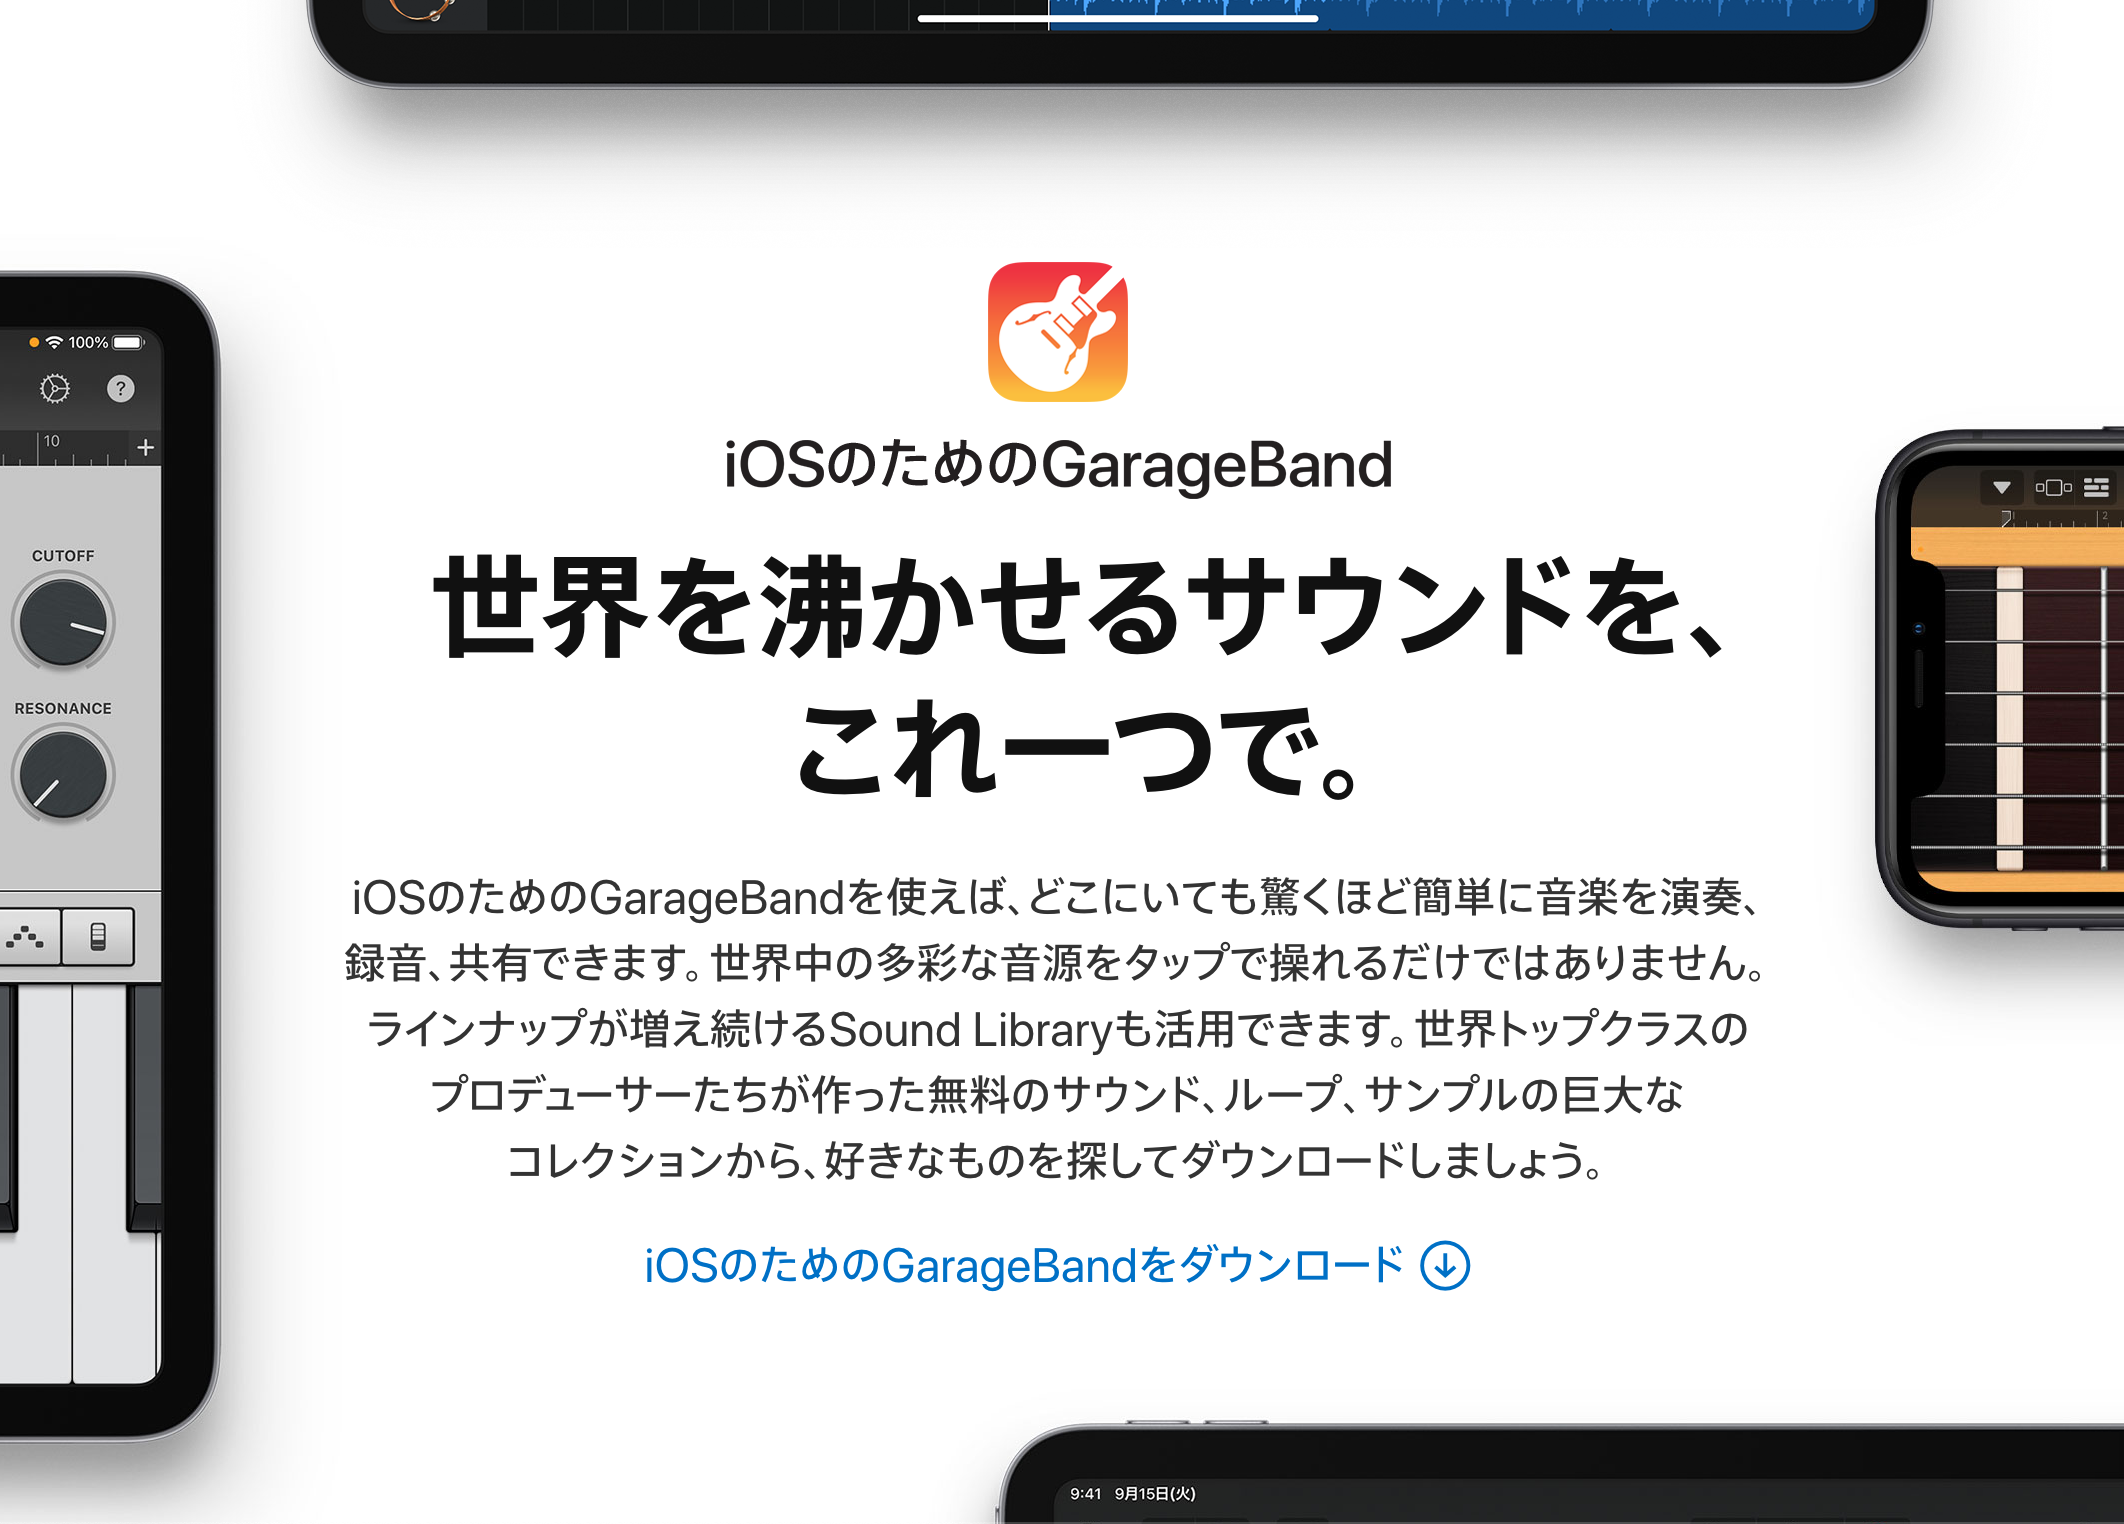 100%
10
CUTOFF
RESONANCE
iOSのためのGarageBand
世界を沸かせるサウンドを、
これ一つで。
iOSのためのGarageBandを使えば、どこにいても驚くほど簡単に音楽を演奏、
録音、共有できます。世界中の多彩な音源をタップで操れるだけではありません。
ラインナップが増え続けるSound Libraryも活用できます。世界トップクラスの
プロデューサーたちが作った無料のサウンド、ループ、サンプルの巨大な
コレクションから、好きなものを探してダウンロードしましょう。
iOSのためのGarageBandをダウンロード
2
9:41 9月15日(火)